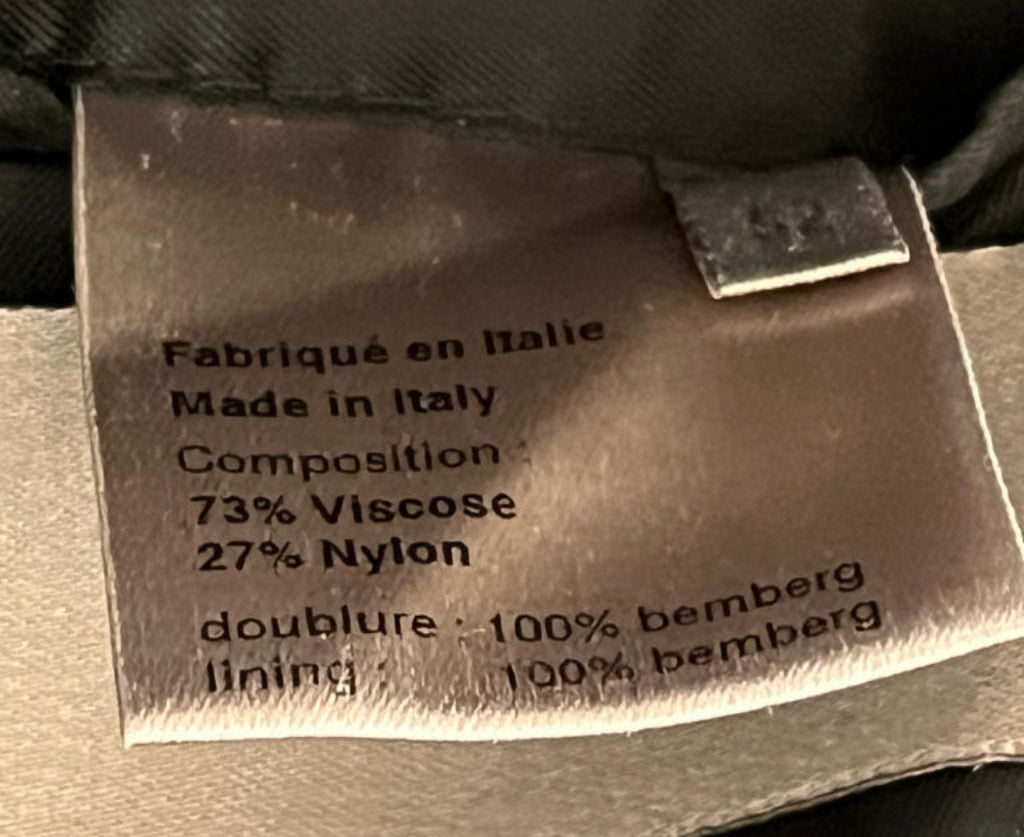 Fabriqué en Italie
Made in Italy
Composition :
73% Viscose
27% Nylon
doublure : 100% bemberg
lining : 100% bemberg